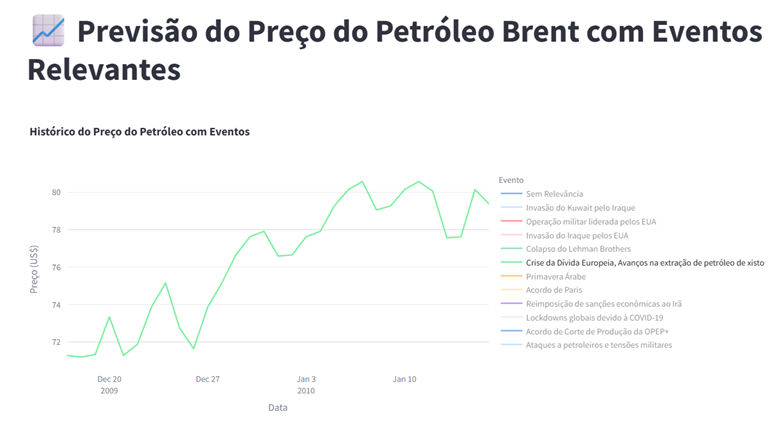 Previsão do Preço do Petróleo Brent com Eventos
Relevantes
Histórico do Preço do Petróleo com Eventos
Evento
Sem Relevância
Invasão do Kuwait pelo Iraque
Operação militar liderada pelos EUA
Invasão do Iraque pelos EUA
Colapso do Lehman Brothers
Crise da Dívida Europeia, Avanços na extração de petróleo de xisto
Primavera Árabe
Acordo de Paris
Reimposição de sanções econômicas ao Irã
Lockdowns globais devido à COVID-19
Acordo de Corte de Produção da OPEP+
Ataques a petroleiros e tensões militares
Preço (US$)
80
78
76
74
72
Dec 20
2009
Dec 27
Jan 3
2010
Jan 10
Data